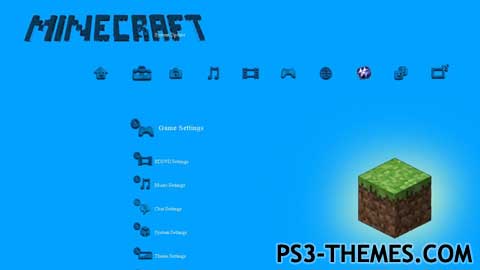 MINECRAFT
Game Settings
BD/DVD Settings
Music Settings
Chat Settings
System Settings
Theme Settings
PS3-THEMES.COM